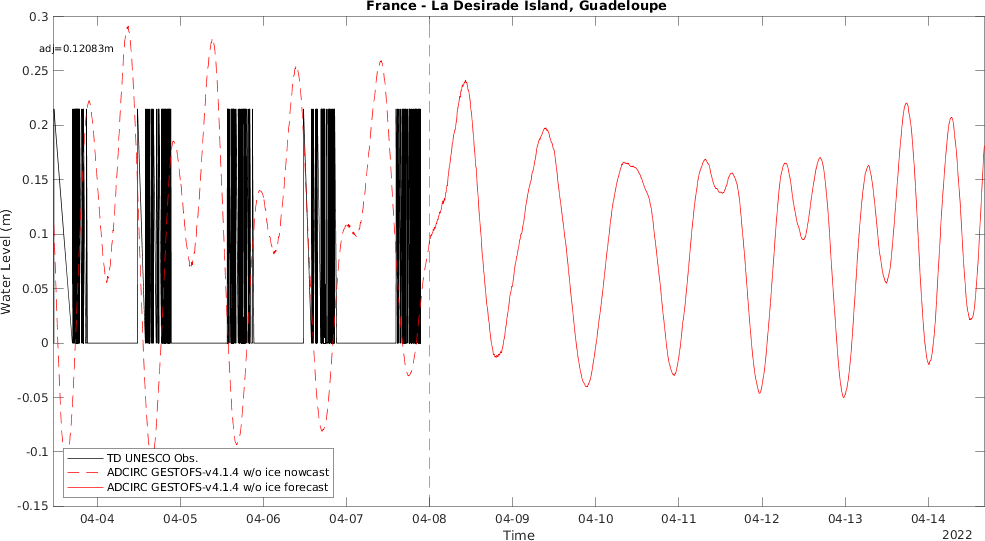 France - La Desirade Island, Guadeloupe
adj=0.12083m
Water Level (m)
0.3
0.25
0.2
0.15
0.1
0.05
0
-0.05
-0.1
-0.15
TD UNESCO Obs.
ADCIRC GESTOFS-v4.1.4 w/o ice nowcast
ADCIRC GESTOFS-v4.1.4 w/o ice forecast
04-04 04-05 04-06 04-07 04-08 04-09 04-10 04-11 04-12 04-13 04-14
Time
2022